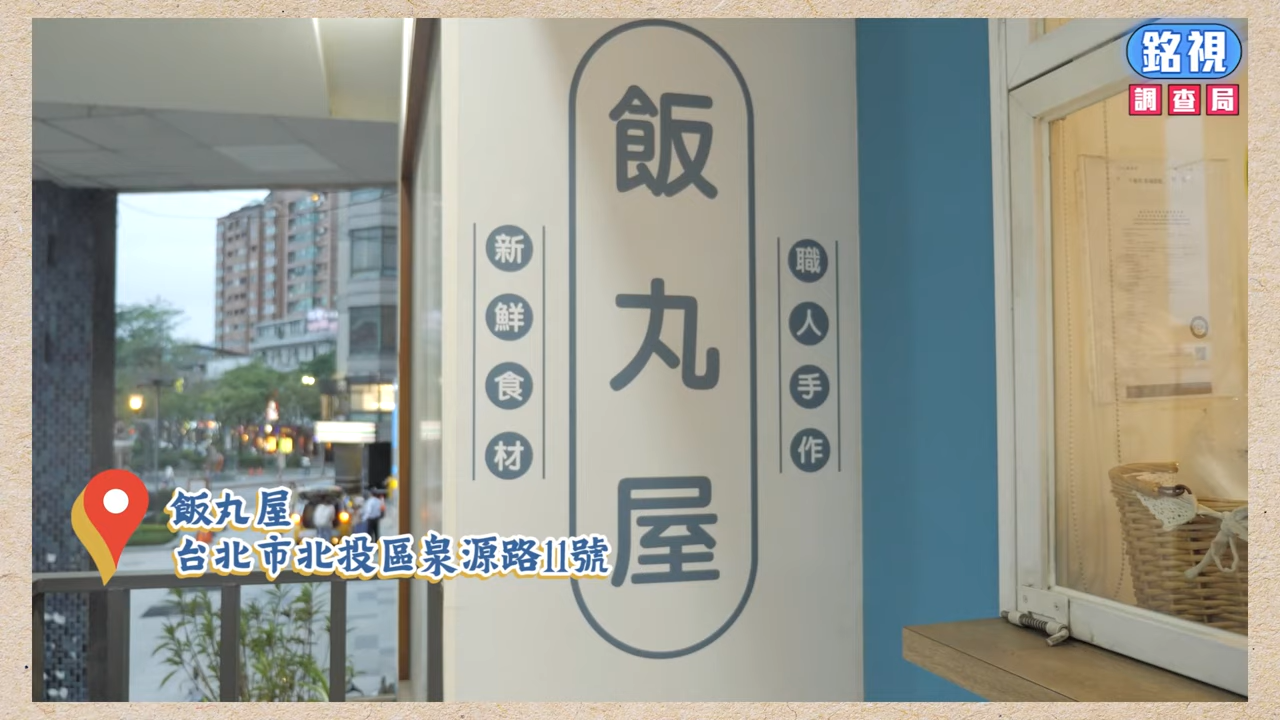 銘視
調查局
飯丸屋
職人手作
新鮮食材
飯丸屋
台北市北投區泉源路11號